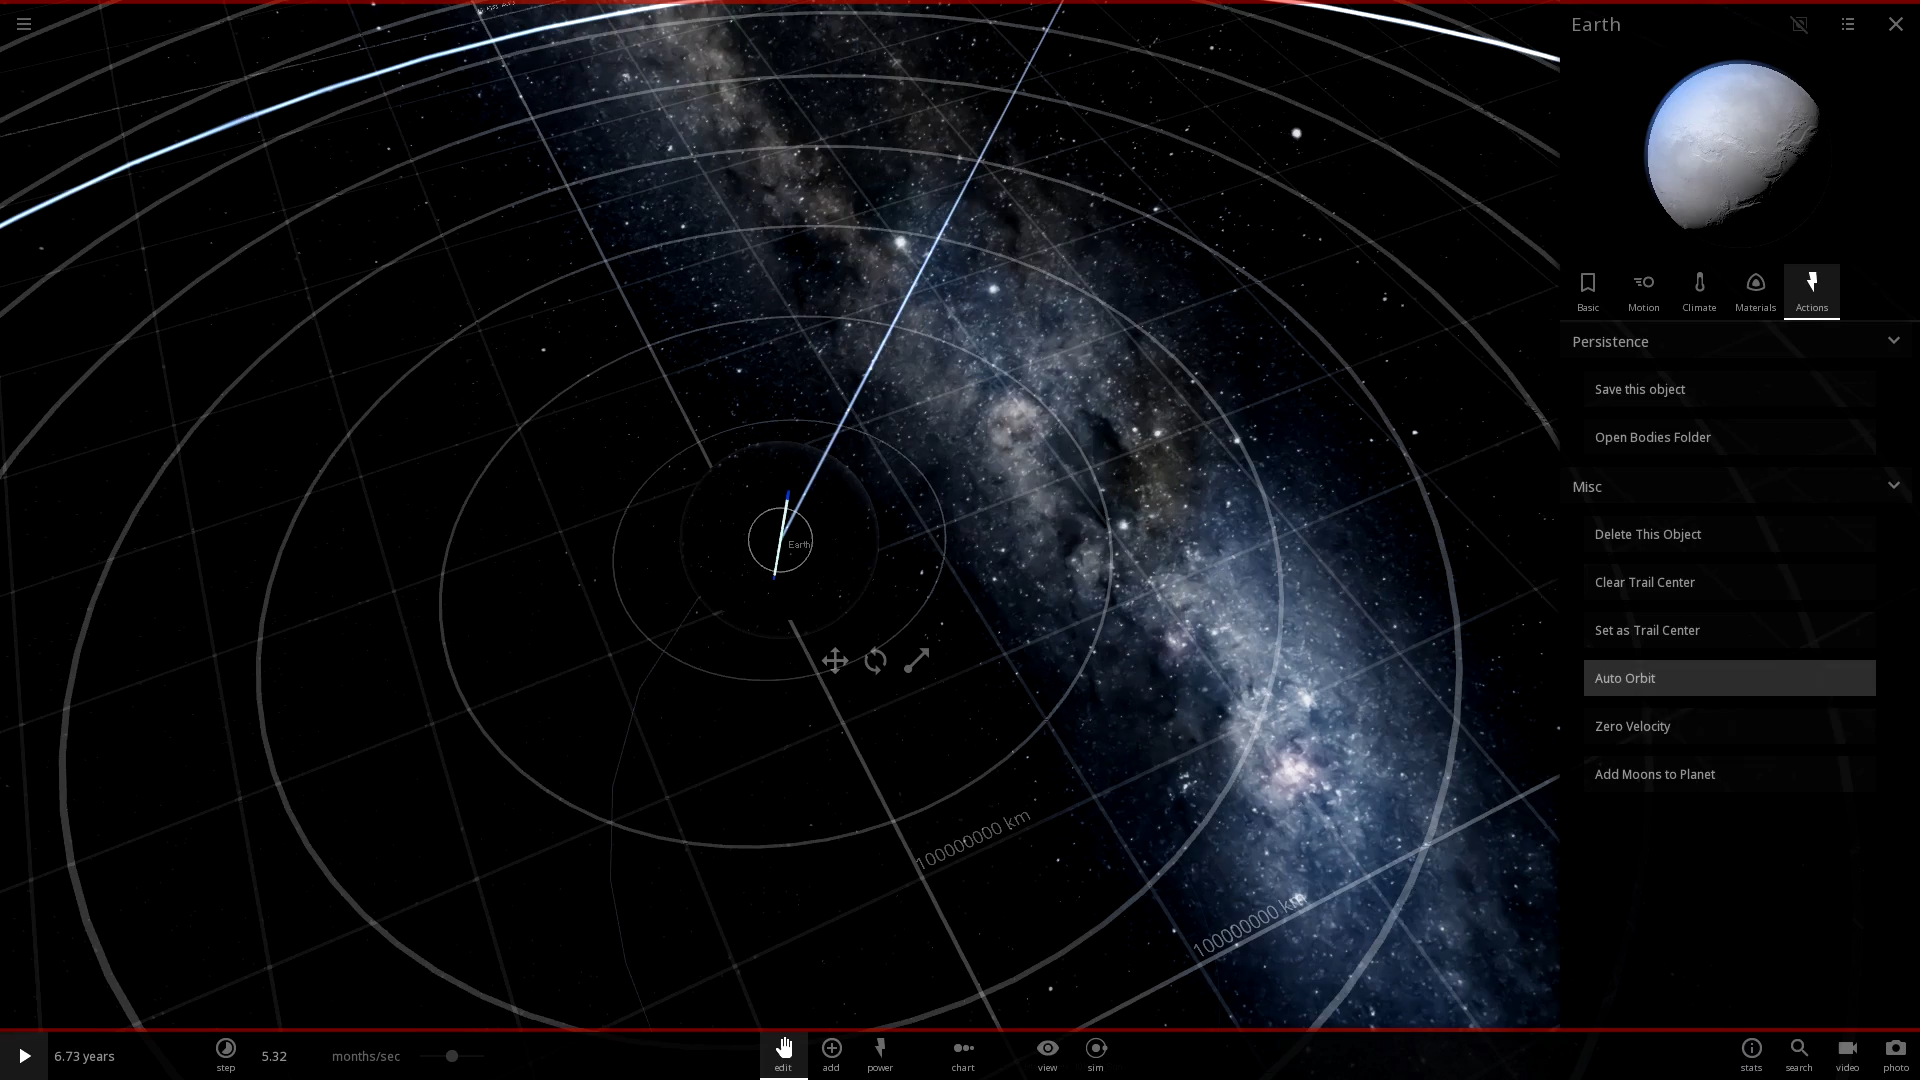 Earth
Basic
Motion
Climate
Materials
Actions
Persistence
Save this object
Open Bodies Folder
Misc
Delete This Object
Clear Trail Center
Set as Trail Center
Auto Orbit
Zero Velocity
Add Moons to Planet
Earth
100000000 km
100000000 km
6.73 years
step
5.32
months/sec
edit
add
power
chart
view
sim
stats
search
video
photo